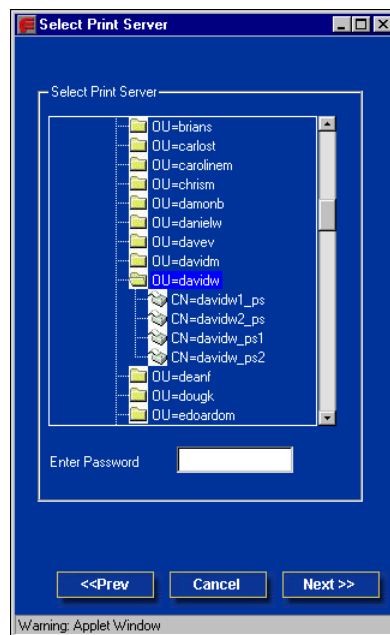 Select Print Server
Select Print Server
OU=brians
OU=carlost
OU=carolinem
OU=chrism
OU=damonb
OU=danielw
OU=davev
OU=davidm
OU=davidw
CN=davidw1_ps
CN=davidw2_ps
CN=davidw_ps1
CN=davidw_ps2
OU=deanf
OU=dougk
OU=edoardom
Enter Password
<<Prev Cancel Next >>
Warning: Applet Window